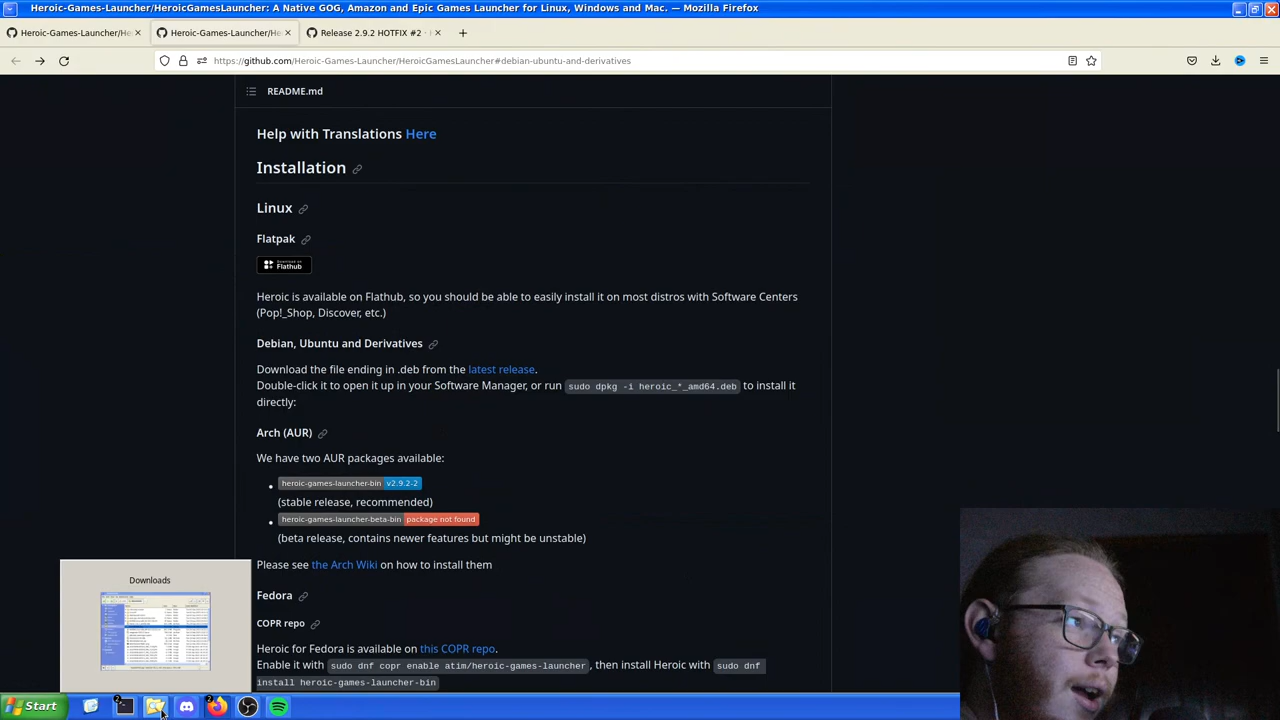 Heroic-Games-Launcher/HeroicGamesLauncher: A Native GOG, Amazon and Epic Games Launcher for Linux, Windows and Mac. — Mozilla Firefox
Heroic-Games-Launcher/He
Heroic-Games-Launcher/He
Release 2.9.2 HOTFIX #2 -
https://github.com/Heroic-Games-Launcher/HeroicGamesLauncher#debian-ubuntu-and-derivatives
README.md
Help with Translations Here
Installation
Linux
Flatpak
Download on
Flathub
Heroic is available on Flathub, so you should be able to easily install it on most distros with Software Centers
(Pop!_Shop, Discover, etc.)
Debian, Ubuntu and Derivatives
Download the file ending in .deb from the latest release.
Double-click it to open it up in your Software Manager, or run sudo dpkg -i heroic_*_amd64.deb to install it
directly:
Arch (AUR)
We have two AUR packages available:
heroic-games-launcher-bin v2.9.2-2
(stable release, recommended)
heroic-games-launcher-beta-bin package not found
(beta release, contains newer features but might be unstable)
Please see the Arch Wiki on how to install them
Fedora
COPR repo
Heroic for Fedora is available on this COPR repo.
Enable it with sudo dnf copr enable atim/heroic-games-launcher, then install Heroic with sudo dnf
install heroic-games-launcher-bin
Downloads
Start
2
2